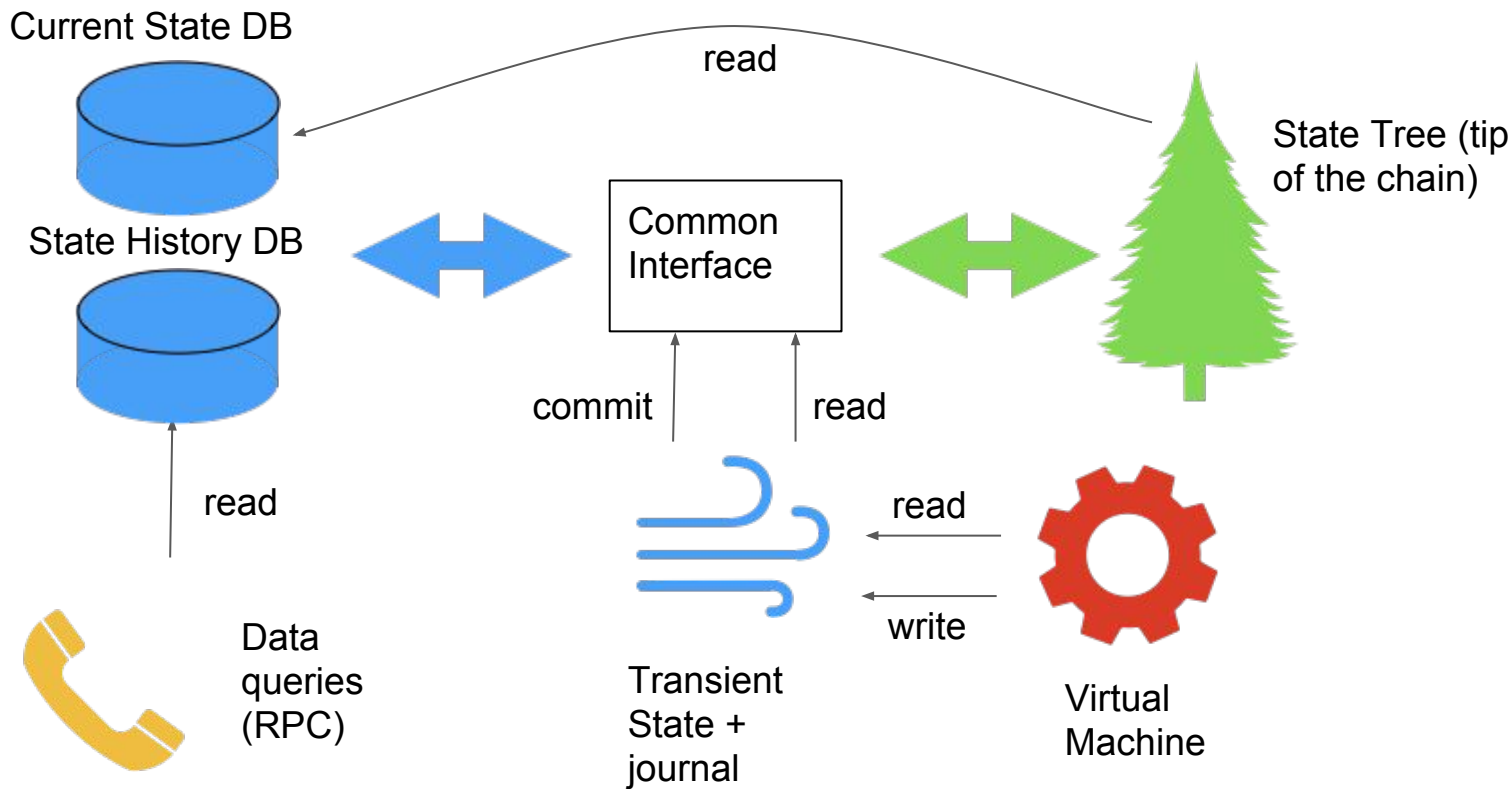 Current State DB
read
State Tree (tip
of the chain)
State History DB
Common
Interface
commit
read
read
read
write
Data
queries
(RPC)
Transient
State +
journal
Virtual
Machine